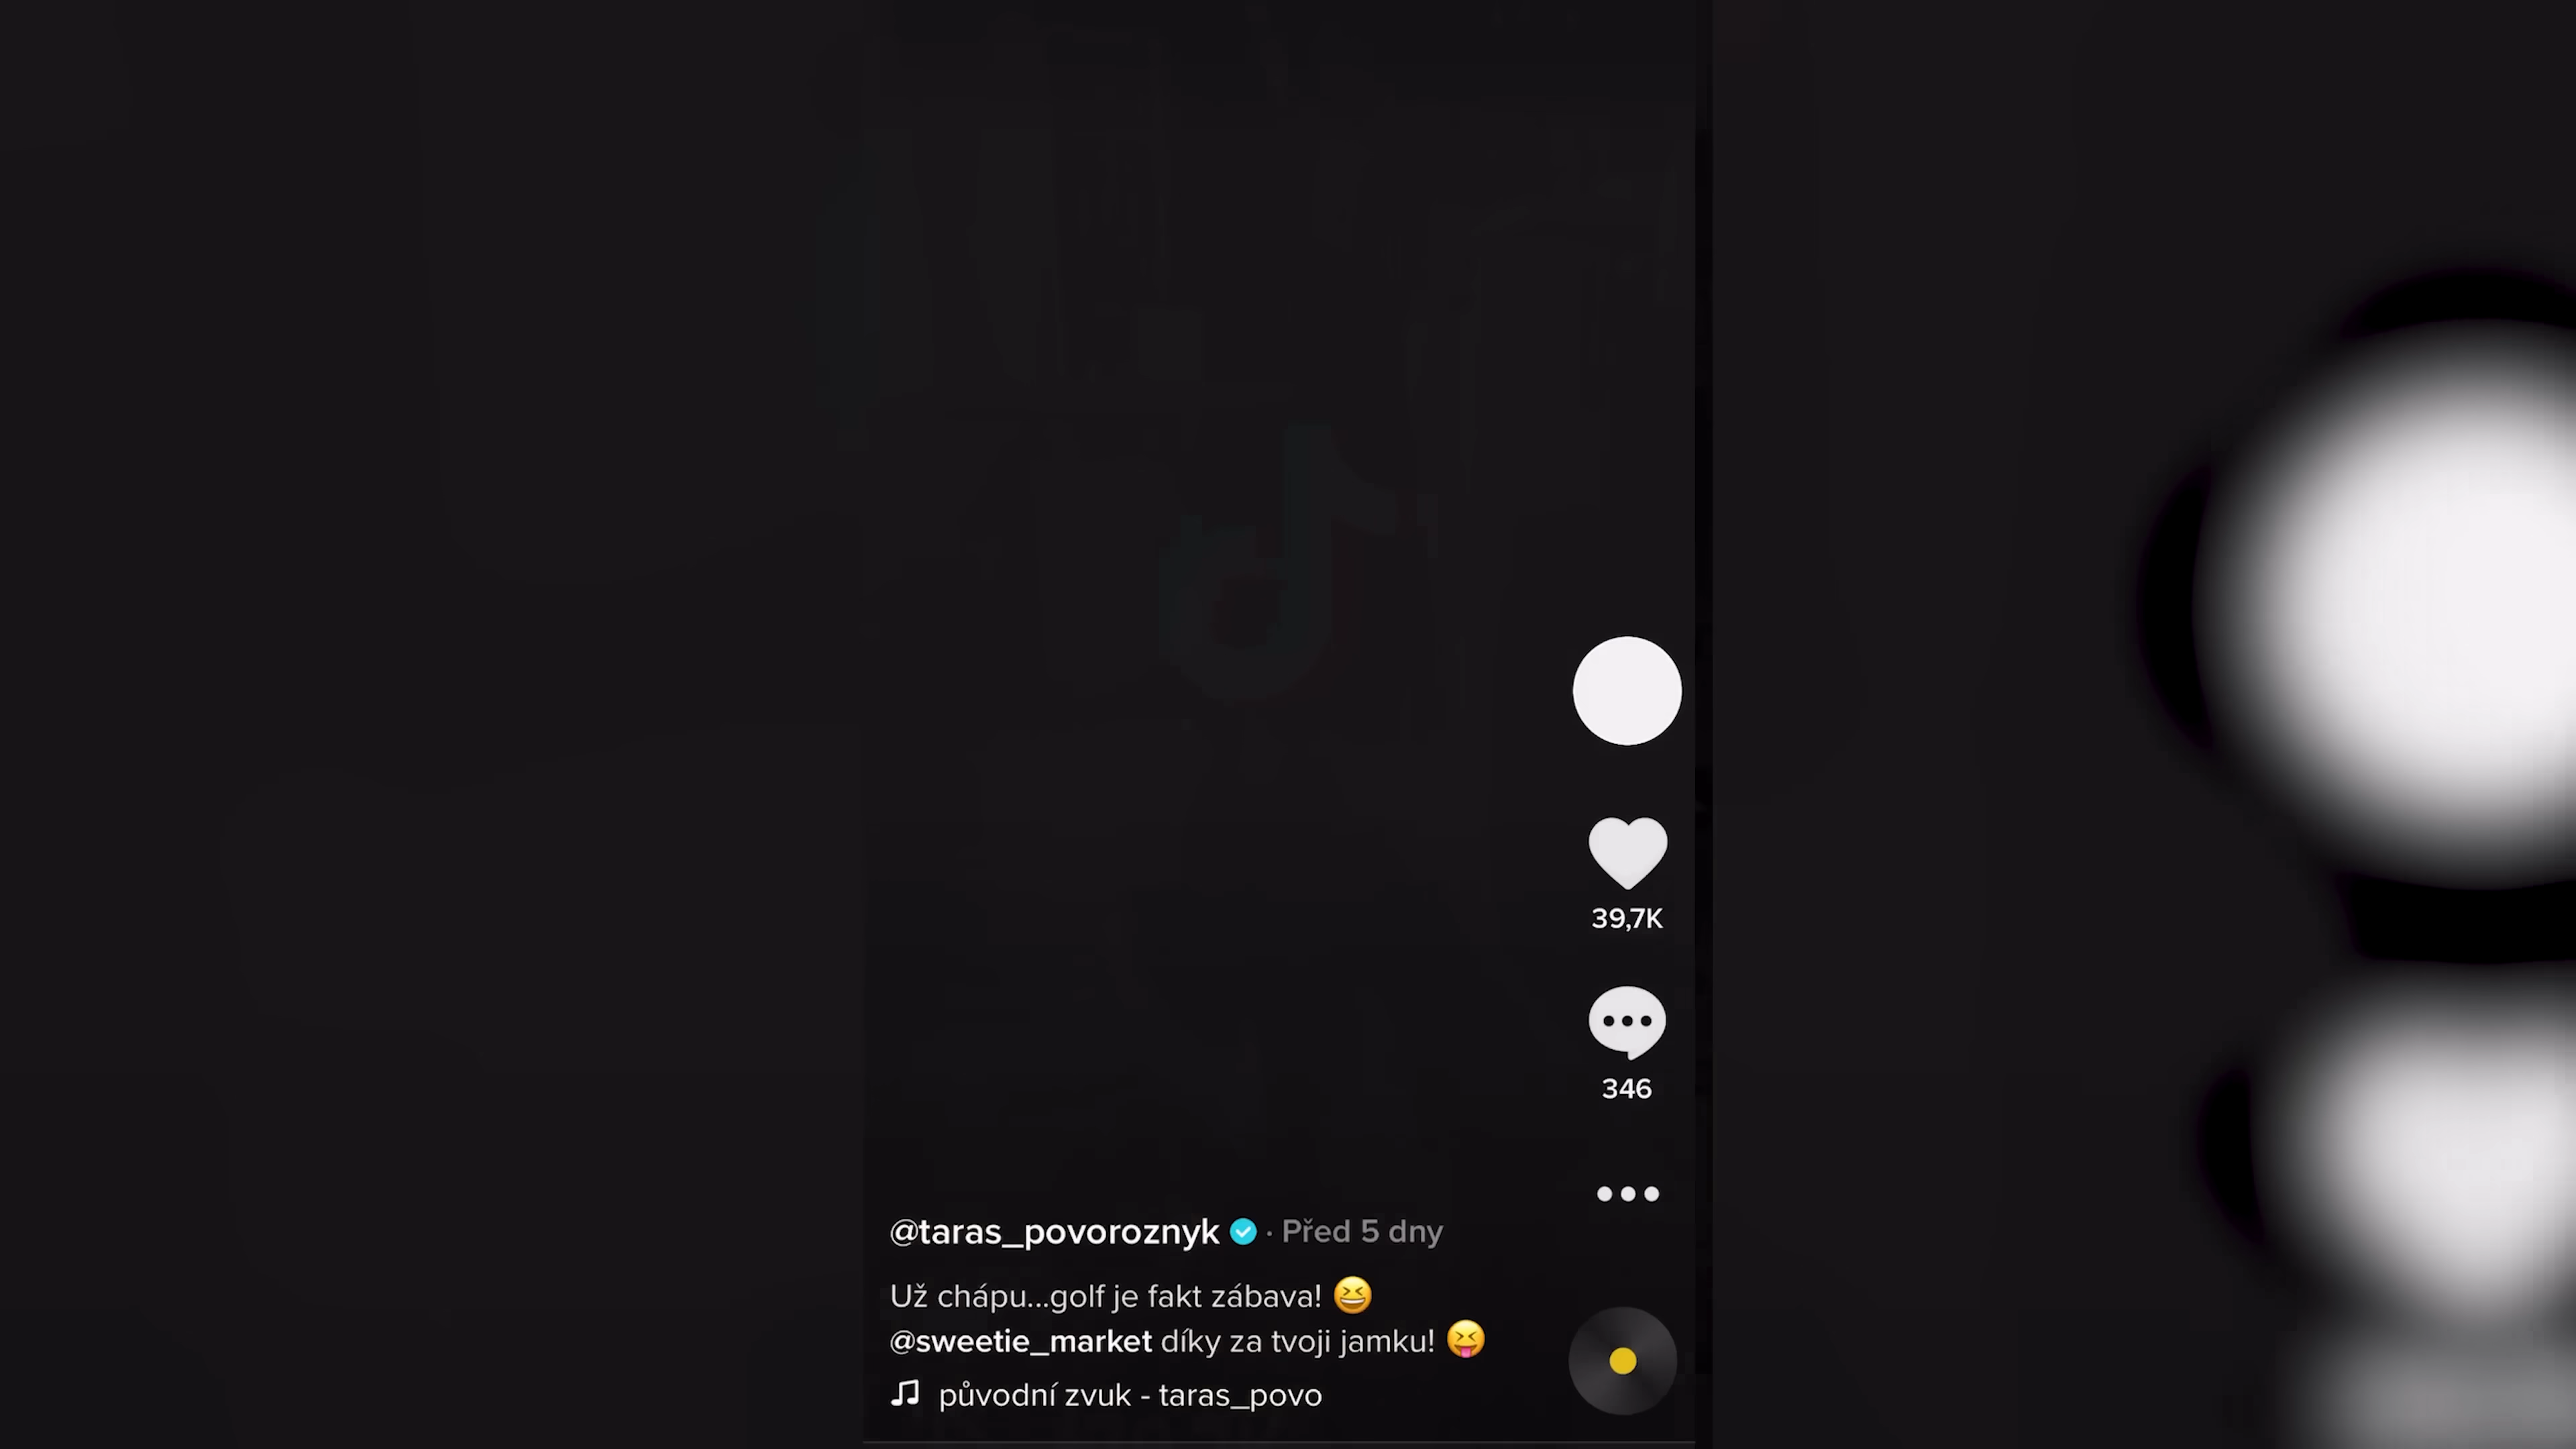 39,7K
346
@taras_povoroznyk · Před 5 dny
Už chápu...golf je fakt zábava! 😆
@sweetie_market díky za tvoji jamku! 😝
původní zvuk - taras_povo